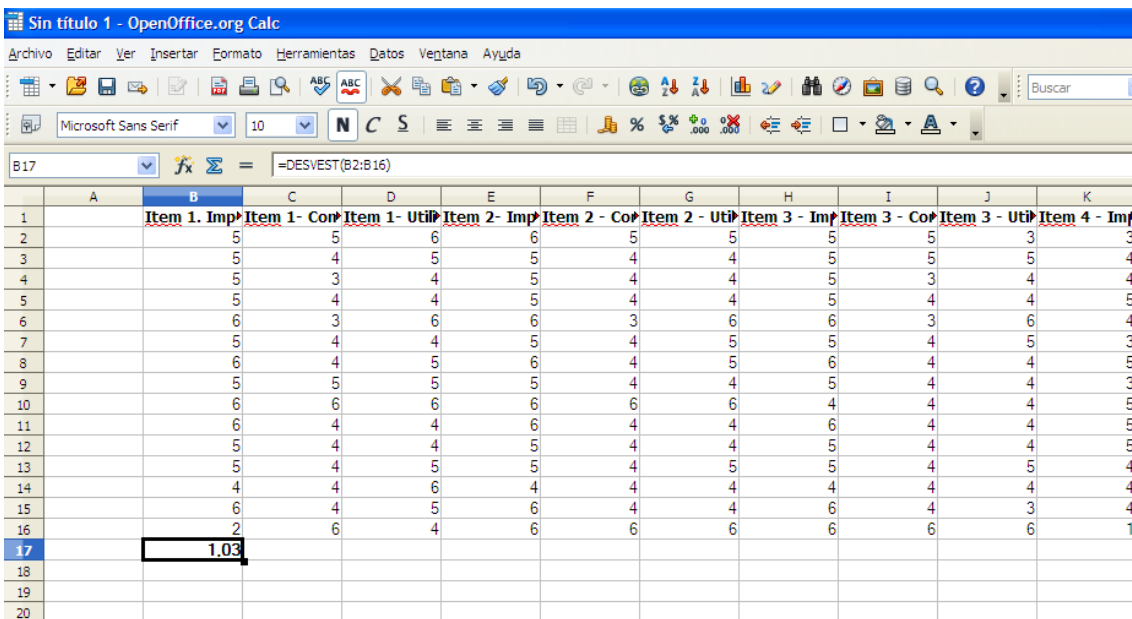 Sin título 1 - OpenOffice.org Calc
Archivo Editar Ver Insertar Formato Herramientas Datos Ventana Ayuda
Buscar
Microsoft Sans Serif 10 N C S
B17 =DESVEST(B2:B16)
A B C D E F G H I J K
1 Item 1. Imp Item 1- Con Item 1- Utili Item 2- Imp Item 2 - Con Item 2 - Uti Item 3 - Imp Item 3 - Con Item 3 - Uti Item 4 - Imp
2 5 5 6 6 5 5 5 5 3 3
3 5 4 5 5 4 4 5 5 5 4
4 5 3 4 5 4 4 5 3 4 4
5 5 4 4 5 4 4 5 4 4 5
6 6 3 6 6 3 6 6 3 6 4
7 5 4 4 5 4 5 5 4 5 3
8 6 4 5 6 4 5 6 4 4 5
9 5 5 5 5 4 4 5 4 4 3
10 6 6 6 6 6 6 4 4 4 5
11 6 4 4 6 4 4 6 4 4 5
12 5 4 4 5 4 4 5 4 4 5
13 5 4 5 5 4 5 5 4 5 4
14 4 4 6 4 4 4 4 4 4 4
15 6 4 5 6 4 4 6 4 3 4
16 2 6 4 6 6 6 6 6 6 1
17 1.03
18
19
20